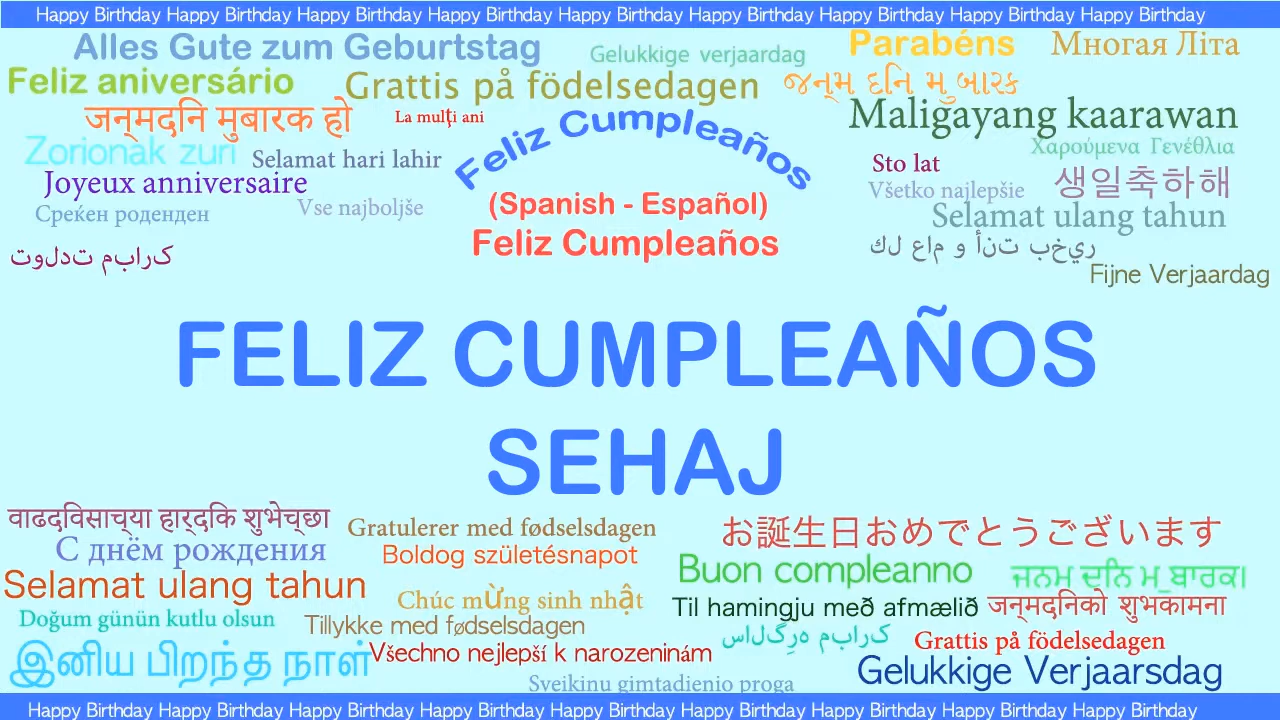 Happy Birthday Happy Birthday Happy Birthday Happy Birthday Happy Birthday Happy Birthday Happy Birthday Happy Birthday Happy Birthday
Alles Gute zum Geburtstag
Gelukkige verjaardag
Parabéns
Многая Літа
Feliz aniversário
Grattis på födelsedagen
જન્મ દિન મુબારક
जन्मदिन मुबारक हो
La mulți ani
Feliz Cumpleaños
Maligayang kaarawan
Zorionak zuri
Selamat hari lahir
Χαρούμενα Γενέθλια
Sto lat
Joyeux anniversaire
(Spanish - Español)
Všetko najlepšie
생일축하해
Среќен роденден
Vse najboljše
Selamat ulang tahun
Feliz Cumpleaños
تولدت مبارک
كل عام و أنت بخير
Fijne Verjaardag
FELIZ CUMPLEAÑOS
SEHAJ
वाढदिवसाच्या हार्दिक शुभेच्छा
Gratulerer med fødselsdagen
お誕生日おめでとうございます
С днём рождения
Boldog születésnapot
Buon compleanno
ਜਨਮ ਦਿਨ ਮੁਬਾਰਕ।
Selamat ulang tahun
Chúc mừng sinh nhật
Til hamingju með afmælið
जन्मदिनको शुभकामना
Doğum günün kutlu olsun
Tillykke med fødselsdagen
سالگرہ مبارک
Grattis på födelsedagen
இனிய பிறந்த நாள்
Všechno nejlepší k narozeninám
Gelukkige Verjaarsdag
Sveikinu gimtadienio proga
Happy Birthday Happy Birthday Happy Birthday Happy Birthday Happy Birthday Happy Birthday Happy Birthday Happy Birthday Happy Birthday